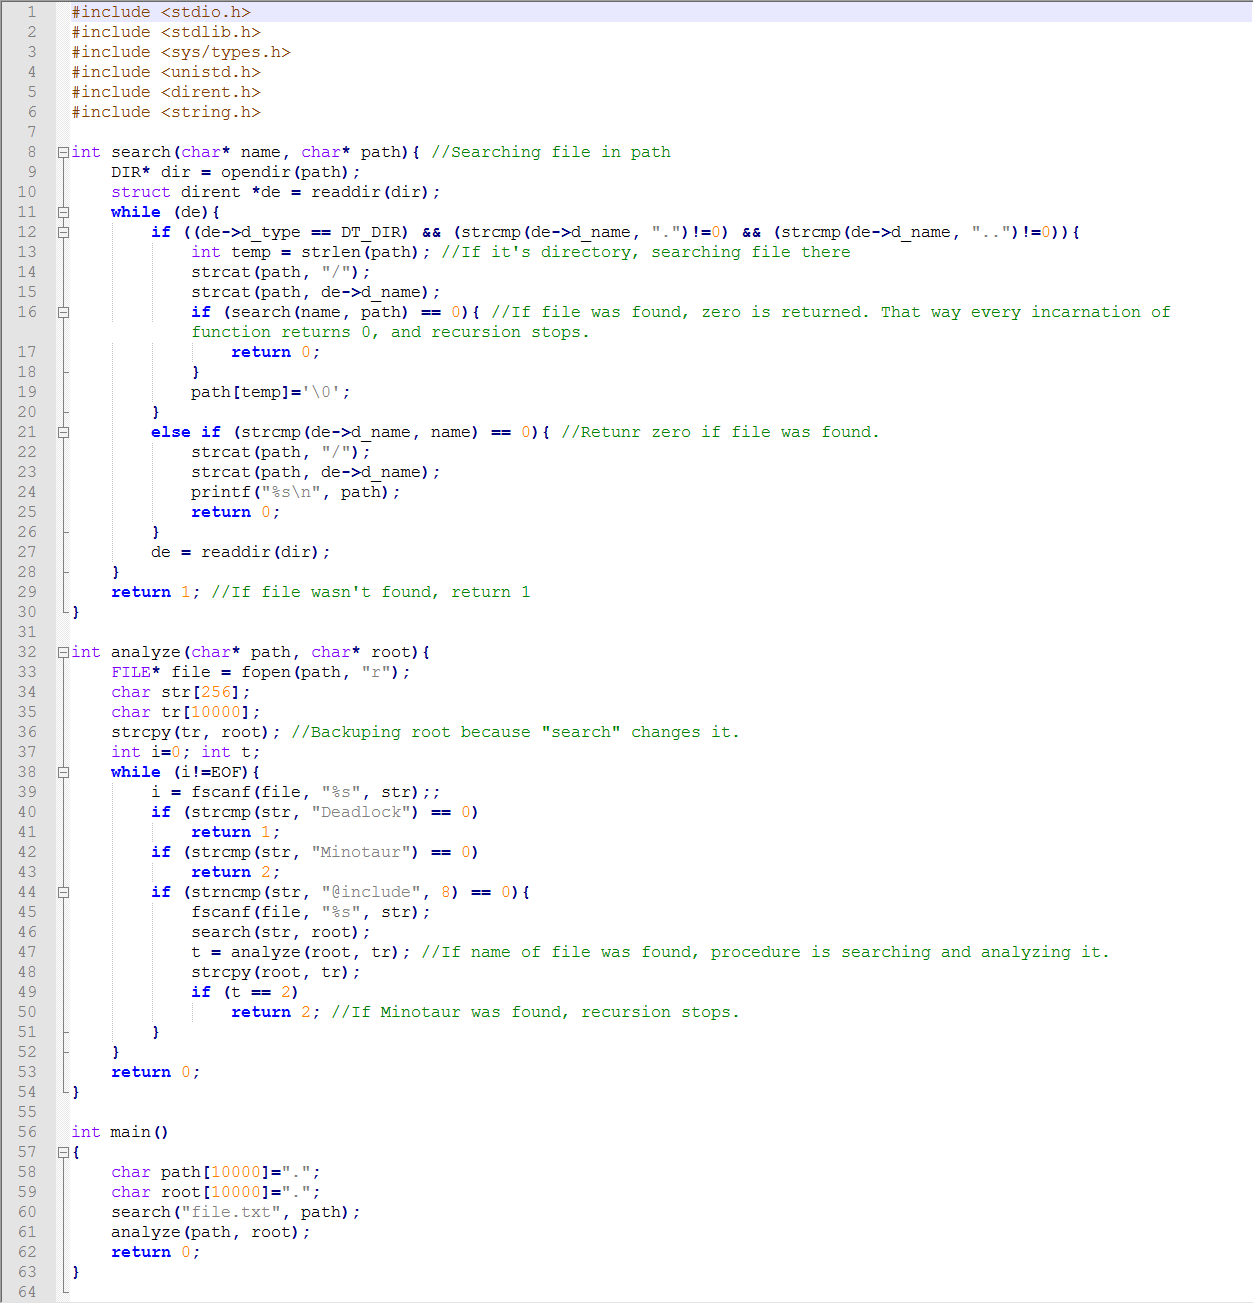 1 #include <stdio.h>
2 #include <stdlib.h>
3 #include <sys/types.h>
4 #include <unistd.h>
5 #include <dirent.h>
6 #include <string.h>
7
8 int search(char* name, char* path){ //Searching file in path
9 DIR* dir = opendir(path);
10 struct dirent *de = readdir(dir);
11 while (de){
12 if ((de->d_type == DT_DIR) && (strcmp(de->d_name, ".")!=0) && (strcmp(de->d_name, "..")!=0)){
13 int temp = strlen(path); //If it's directory, searching file there
14 strcat(path, "/");
15 strcat(path, de->d_name);
16 if (search(name, path) == 0){ //If file was found, zero is returned. That way every incarnation of
function returns 0, and recursion stops.
17 return 0;
18 }
19 path[temp]='\0';
20 }
21 else if (strcmp(de->d_name, name) == 0){ //Retunr zero if file was found.
22 strcat(path, "/");
23 strcat(path, de->d_name);
24 printf("%s\n", path);
25 return 0;
26 }
27 de = readdir(dir);
28 }
29 return 1; //If file wasn't found, return 1
30 }
31
32 int analyze(char* path, char* root){
33 FILE* file = fopen(path, "r");
34 char str[256];
35 char tr[10000];
36 strcpy(tr, root); //Backuping root because "search" changes it.
37 int i=0; int t;
38 while (i!=EOF){
39 i = fscanf(file, "%s", str);;
40 if (strcmp(str, "Deadlock") == 0)
41 return 1;
42 if (strcmp(str, "Minotaur") == 0)
43 return 2;
44 if (strncmp(str, "@include", 8) == 0){
45 fscanf(file, "%s", str);
46 search(str, root);
47 t = analyze(root, tr); //If name of file was found, procedure is searching and analyzing it.
48 strcpy(root, tr);
49 if (t == 2)
50 return 2; //If Minotaur was found, recursion stops.
51 }
52 }
53 return 0;
54 }
55
56 int main()
57 {
58 char path[10000]=".";
59 char root[10000]=".";
60 search("file.txt", path);
61 analyze(path, root);
62 return 0;
63 }
64